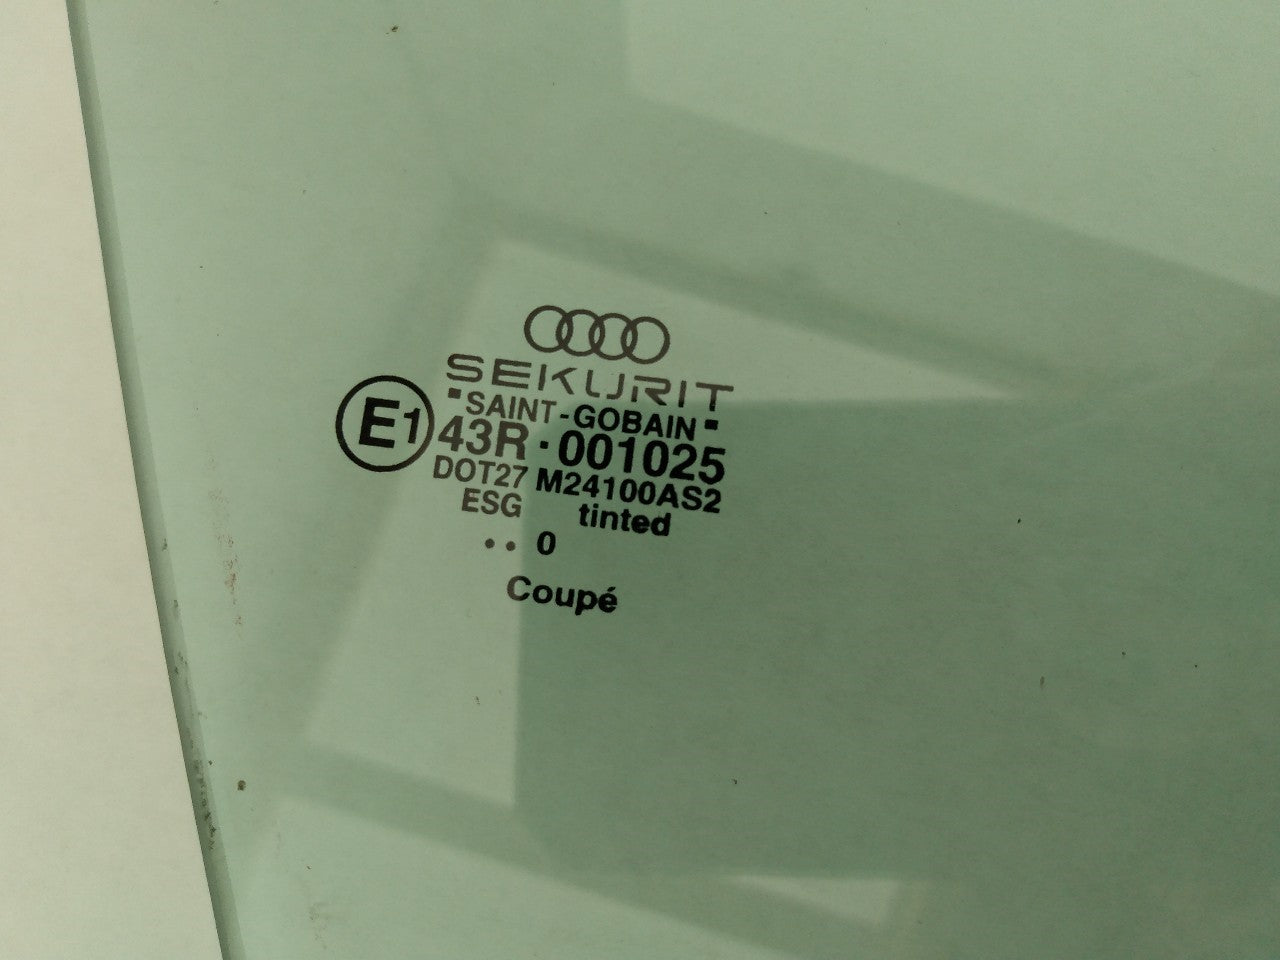 SEKURIT
"SAINT-GOBAIN"
E1 43R·001025
DOT27 M24100AS2
ESG tinted
·· 0
Coupé